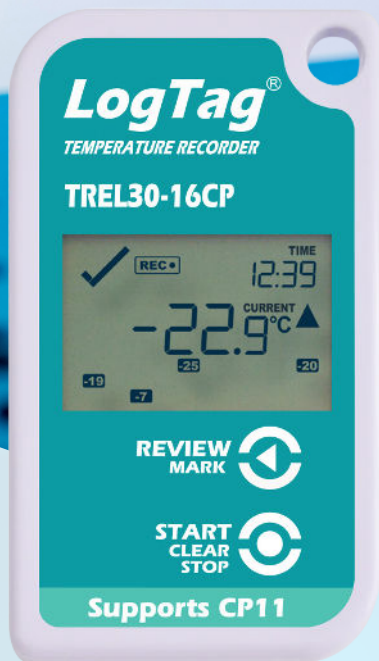 LogTag®
TEMPERATURE RECORDER
TREL30-16CP
REC•
TIME
12:39
CURRENT
-22.9°C
-25
-20
-19
-7
REVIEW
MARK
START
CLEAR
STOP
Supports CP11